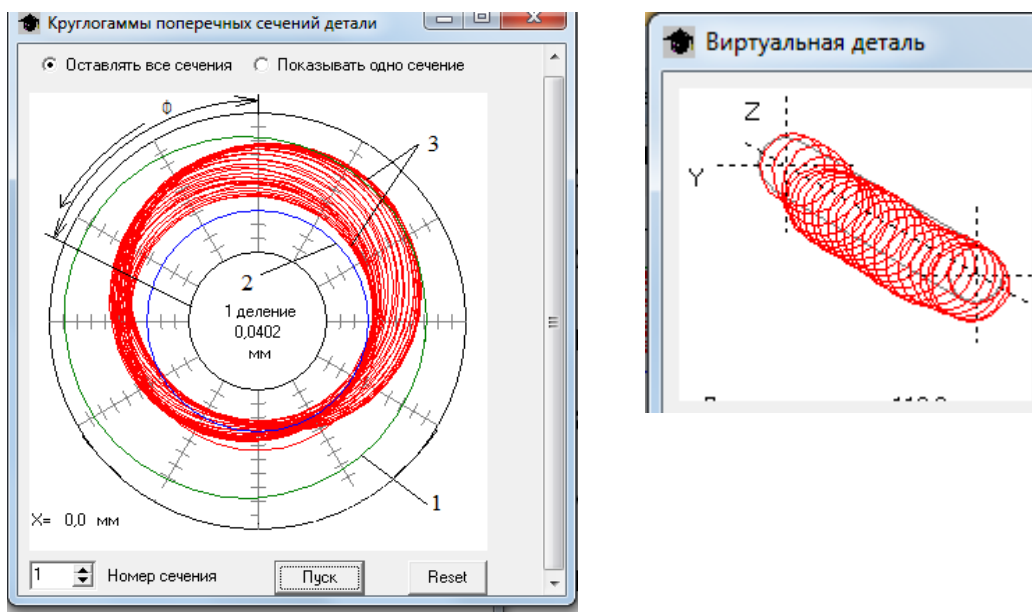 Круглогаммы поперечных сечений детали
Оставлять все сечения Показывать одно сечение
ф
3
2
1 деление
0,0402
мм
1
X= 0,0 мм
1 Номер сечения Пуск Reset
Виртуальная деталь
Z
Y